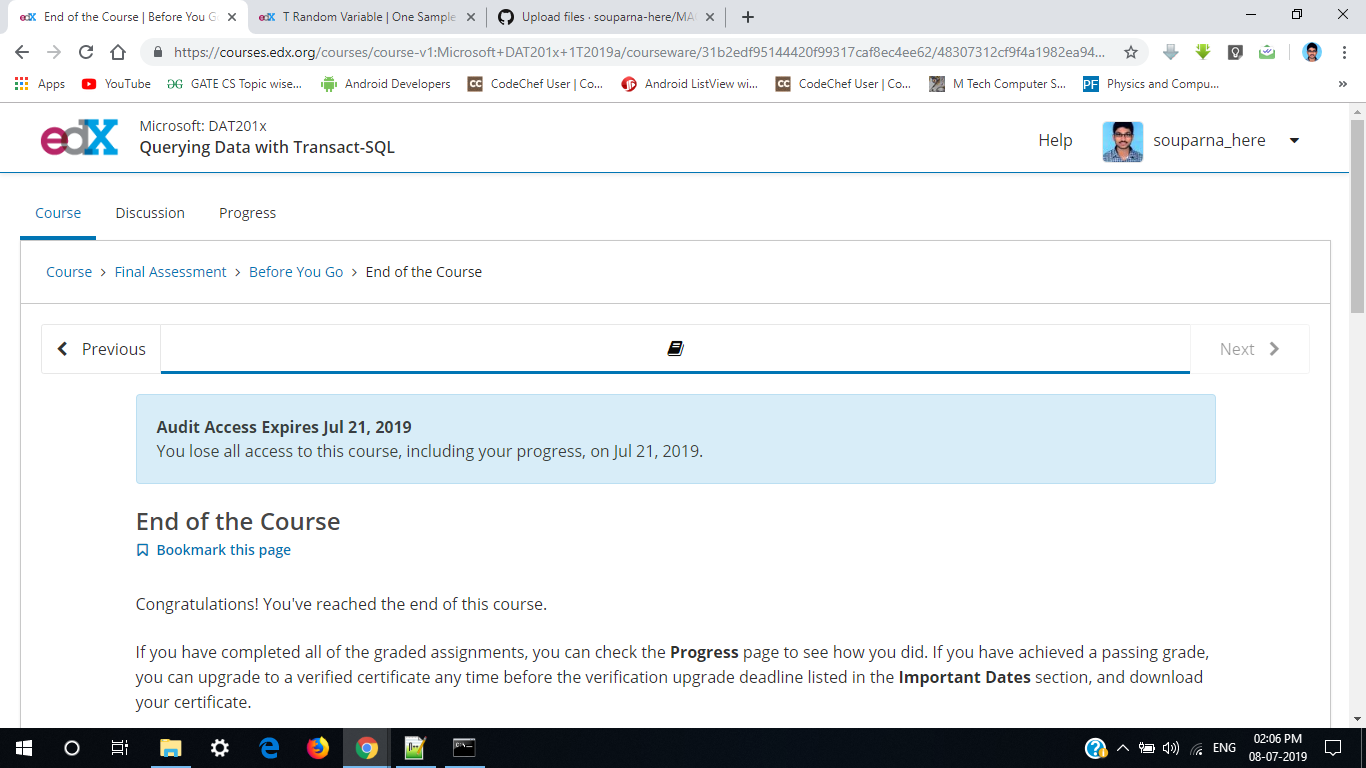 End of the Course | Before You G
T Random Variable | One Sample
Upload files · souparna-here/MA
https://courses.edx.org/courses/course-v1:Microsoft+DAT201x+1T2019a/courseware/31b2edf95144420f99317caf8ec4ee62/48307312cf9f4a1982ea94...
Apps
YouTube
GATE CS Topic wise...
Android Developers
CC
CodeChef User | Co...
Android ListView wi...
CC
CodeChef User | Co...
M Tech Computer S...
PF
Physics and Compu...
edX
Microsoft: DAT201x
Querying Data with Transact-SQL
Help
souparna_here
Course
Discussion
Progress
Course > Final Assessment > Before You Go > End of the Course
Previous
Next
Audit Access Expires Jul 21, 2019
You lose all access to this course, including your progress, on Jul 21, 2019.
End of the Course
Bookmark this page
Congratulations! You've reached the end of this course.
If you have completed all of the graded assignments, you can check the Progress page to see how you did. If you have achieved a passing grade,
you can upgrade to a verified certificate any time before the verification upgrade deadline listed in the Important Dates section, and download
your certificate.
ENG
02:06 PM
08-07-2019